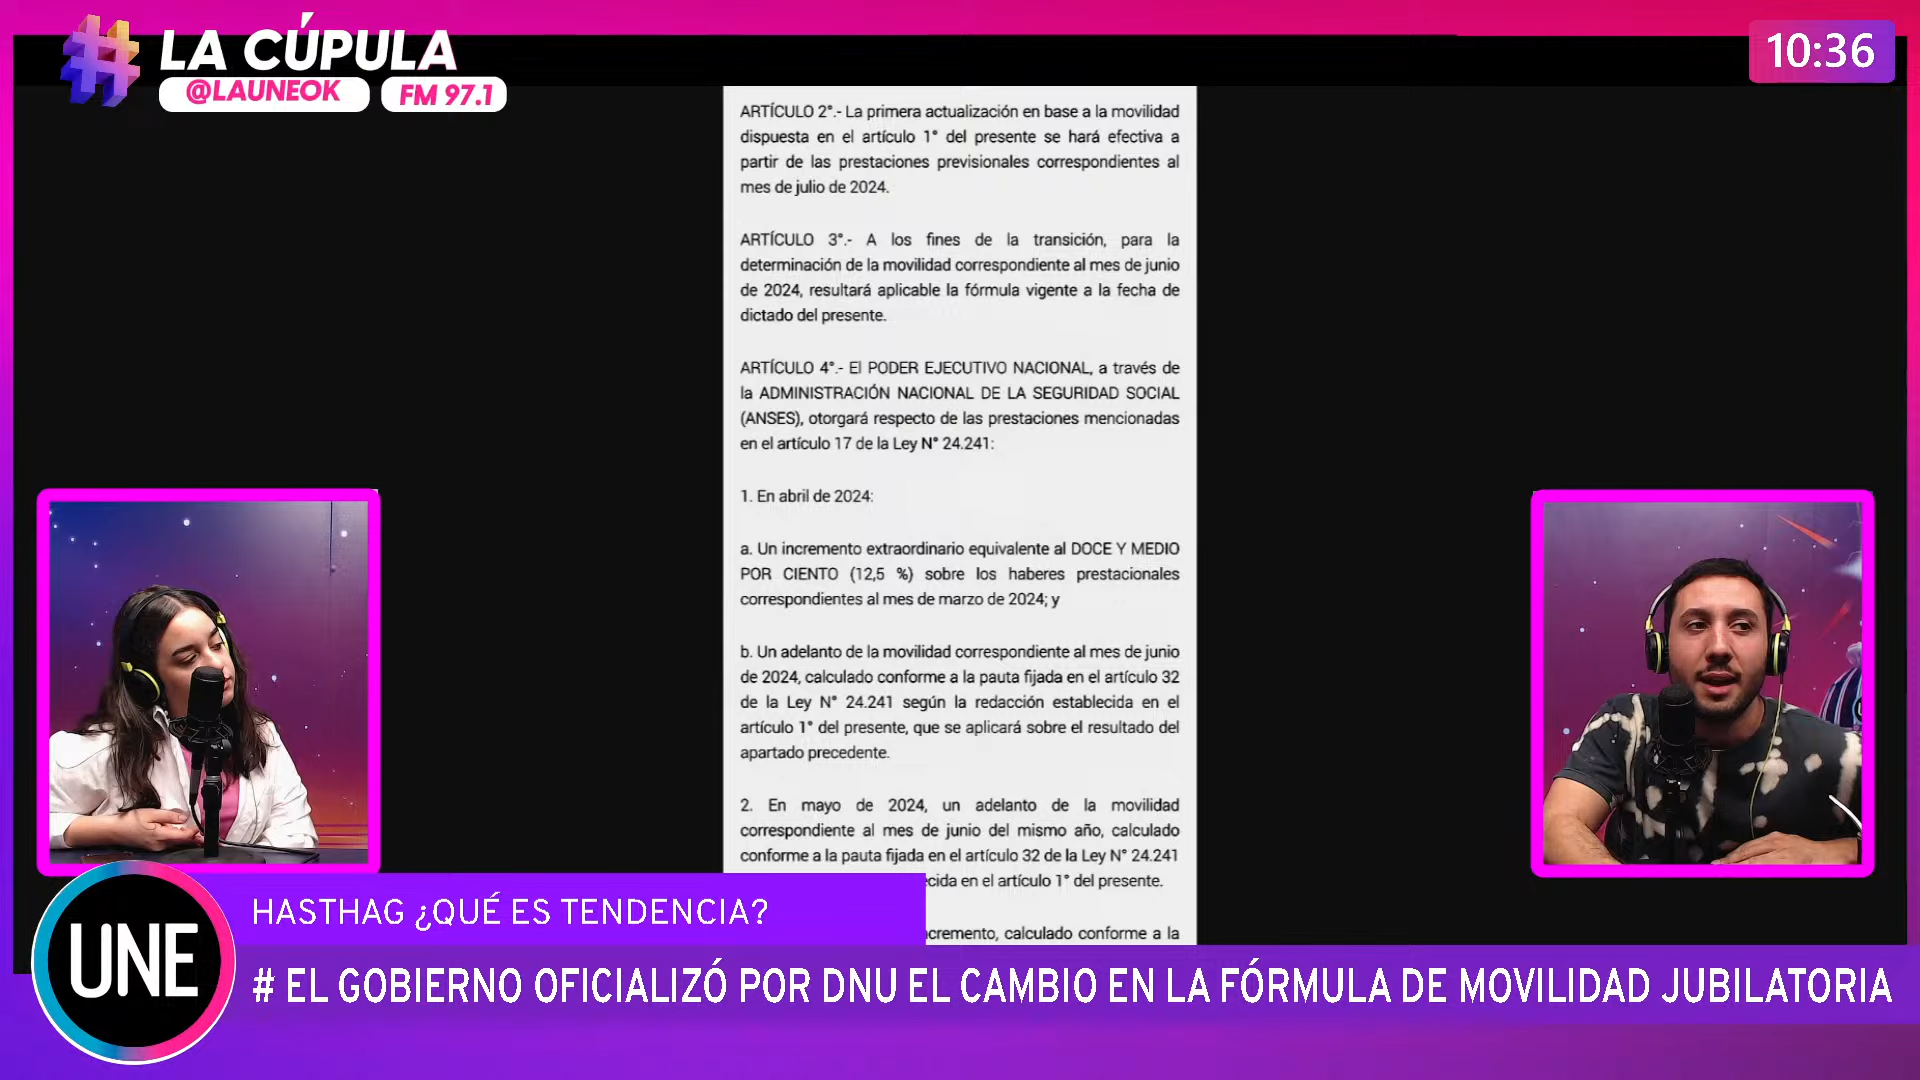 LA CÚPULA
@LAUNEOK
FM 97.1
10:36
ARTÍCULO 2°.- La primera actualización en base a la movilidad
dispuesta en el artículo 1° del presente se hará efectiva a
partir de las prestaciones previsionales correspondientes al
mes de julio de 2024.
ARTÍCULO 3°.- A los fines de la transición, para la
determinación de la movilidad correspondiente al mes de junio
de 2024, resultará aplicable la fórmula vigente a la fecha de
dictado del presente.
ARTÍCULO 4°.- El PODER EJECUTIVO NACIONAL, a través de
la ADMINISTRACIÓN NACIONAL DE LA SEGURIDAD SOCIAL
(ANSES), otorgará respecto de las prestaciones mencionadas
en el artículo 17 de la Ley N° 24.241:
1. En abril de 2024:
a. Un incremento extraordinario equivalente al DOCE Y MEDIO
POR CIENTO (12,5 %) sobre los haberes prestacionales
correspondientes al mes de marzo de 2024; y
b. Un adelanto de la movilidad correspondiente al mes de junio
de 2024, calculado conforme a la pauta fijada en el artículo 32
de la Ley N° 24.241 según la redacción establecida en el
artículo 1° del presente, que se aplicará sobre el resultado del
apartado precedente.
2. En mayo de 2024, un adelanto de la movilidad
correspondiente al mes de junio del mismo año, calculado
conforme a la pauta fijada en el artículo 32 de la Ley N° 24.241
en el artículo 1° del presente.
calculado conforme a la
HASTHAG ¿QUÉ ES TENDENCIA?
UNE
# EL GOBIERNO OFICIALIZÓ POR DNU EL CAMBIO EN LA FÓRMULA DE MOVILIDAD JUBILATORIA